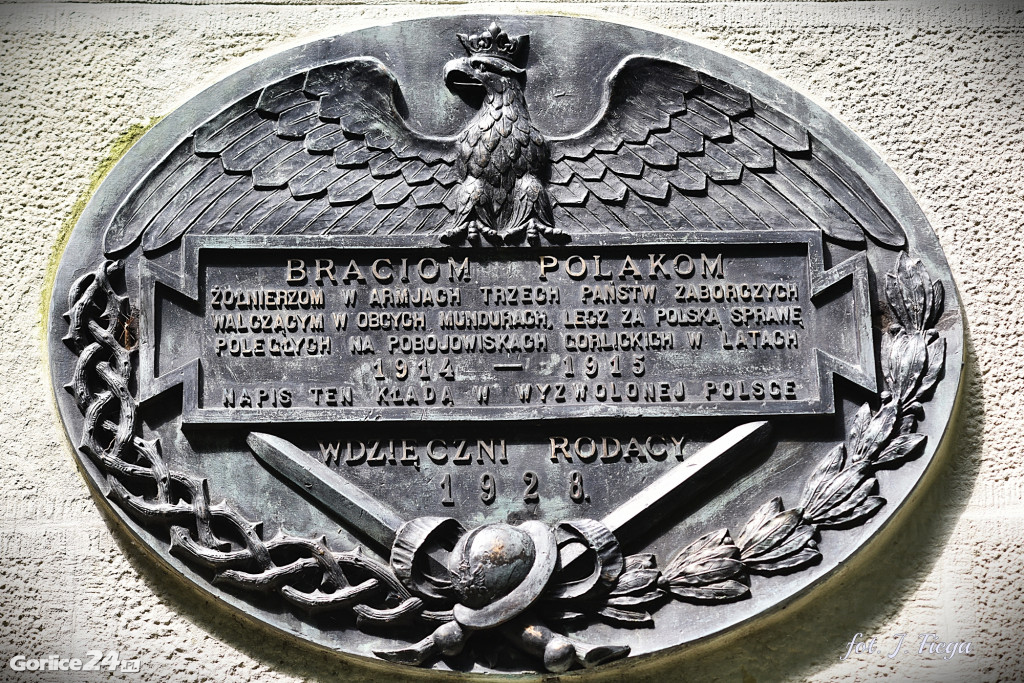 BRACIOM POLAKOM
ŻOŁNIERZOM W ARMJACH TRZECH PAŃSTW ZABORCZYCH
WALCZĄCYM W OBCYCH MUNDURACH, LECZ ZA POLSKĄ SPRAWĘ
POLEGŁYCH NA POBOJOWISKACH GORLICKICH W LATACH
1914 — 1915
NAPIS TEN KŁADĄ W WYZWOLONEJ POLSCE
WDZIĘCZNI RODACY
1928.
Gorlice24.PL
fot. J. Fieja